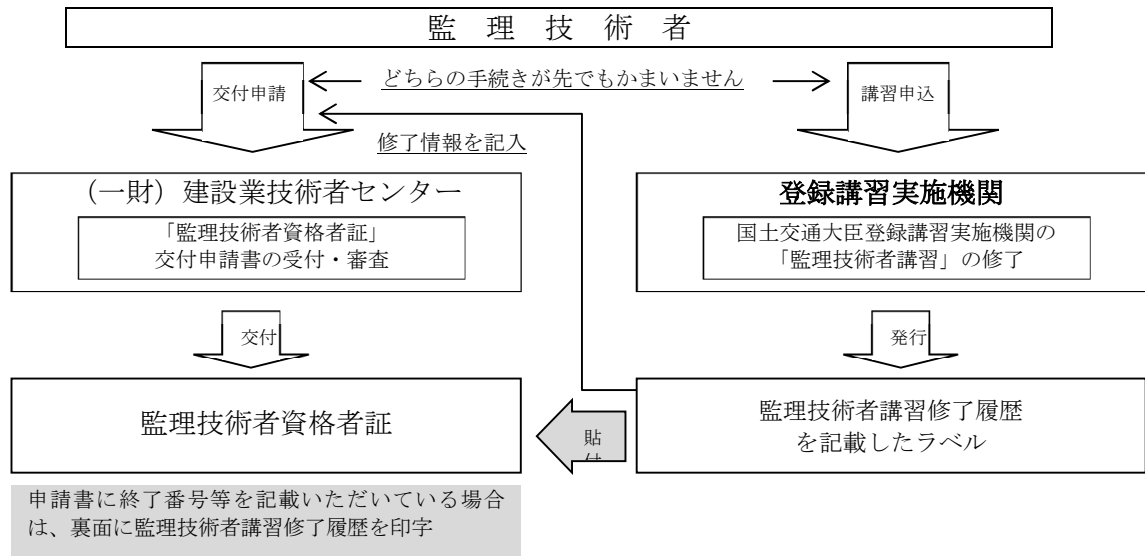 監理技術者
どちらの手続きが先でもかまいません
交付申請
講習申込
修了情報を記入
（一財）建設業技術者センター
「監理技術者資格者証」
交付申請書の受付・審査
登録講習実施機関
国土交通大臣登録講習実施機関の
「監理技術者講習」の修了
交付
発行
監理技術者資格者証
貼付
監理技術者講習修了履歴
を記載したラベル
申請書に終了番号等を記載いただいている場合
は、裏面に監理技術者講習修了履歴を印字